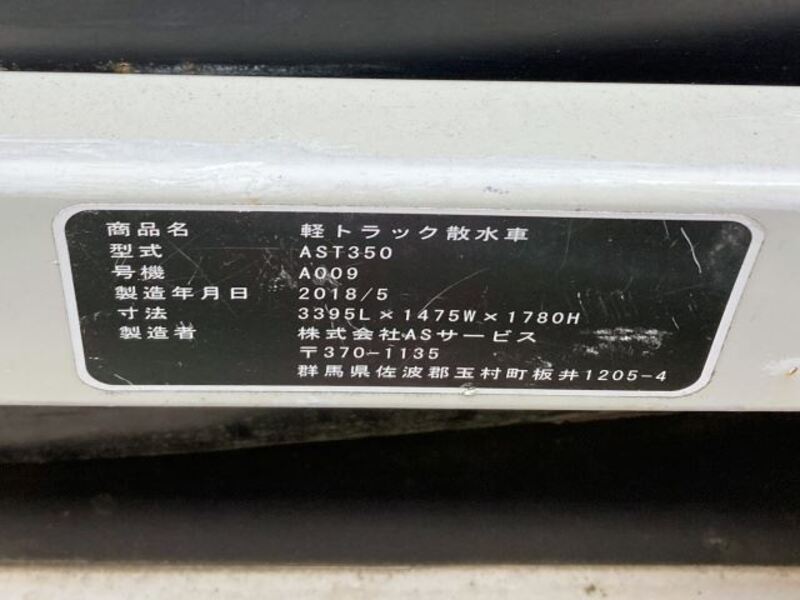 商品名 軽トラック散水車
型式 AST350
号機 A009
製造年月日 2018/5
寸法 3395L×1475W×1780H
製造者 株式会社ASサービス
〒370-1135
群馬県佐波郡玉村町板井1205-4